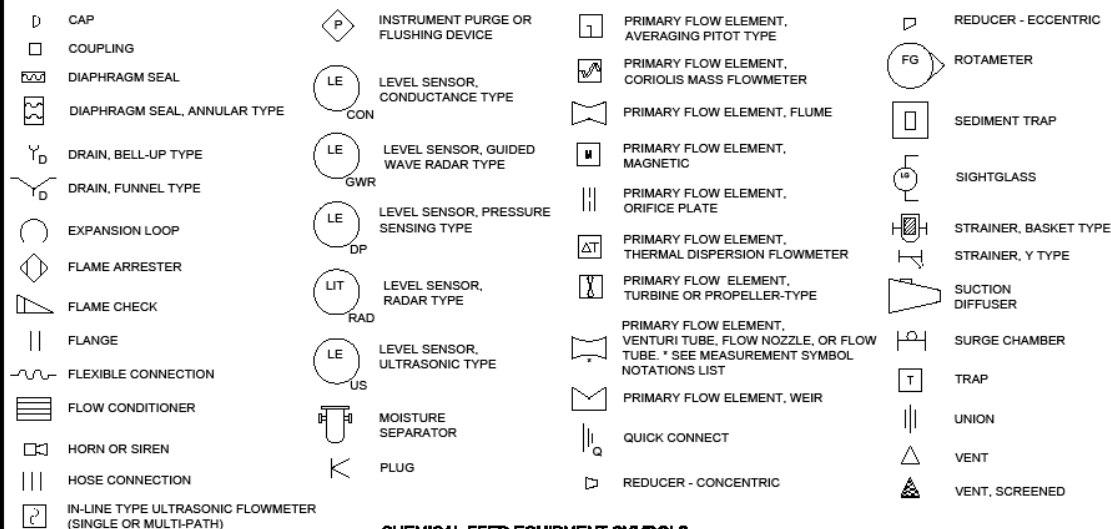 D
CAP
COUPLING
DIAPHRAGM SEAL
DIAPHRAGM SEAL, ANNULAR TYPE
D
DRAIN, BELL-UP TYPE
D
DRAIN, FUNNEL TYPE
EXPANSION LOOP
FLAME ARRESTER
FLAME CHECK
FLANGE
FLEXIBLE CONNECTION
FLOW CONDITIONER
HORN OR SIREN
HOSE CONNECTION
IN-LINE TYPE ULTRASONIC FLOWMETER
(SINGLE OR MULTI-PATH)
P
INSTRUMENT PURGE OR
FLUSHING DEVICE
LE
CON
LEVEL SENSOR,
CONDUCTANCE TYPE
LE
GWR
LEVEL SENSOR, GUIDED
WAVE RADAR TYPE
LE
DP
LEVEL SENSOR, PRESSURE
SENSING TYPE
LIT
RAD
LEVEL SENSOR,
RADAR TYPE
LE
US
LEVEL SENSOR,
ULTRASONIC TYPE
MOISTURE
SEPARATOR
PLUG
PRIMARY FLOW ELEMENT,
AVERAGING PITOT TYPE
PRIMARY FLOW ELEMENT,
CORIOLIS MASS FLOWMETER
PRIMARY FLOW ELEMENT, FLUME
M
PRIMARY FLOW ELEMENT,
MAGNETIC
PRIMARY FLOW ELEMENT,
ORIFICE PLATE
ΔT
PRIMARY FLOW ELEMENT,
THERMAL DISPERSION FLOWMETER
PRIMARY FLOW ELEMENT,
TURBINE OR PROPELLER-TYPE
*
PRIMARY FLOW ELEMENT,
VENTURI TUBE, FLOW NOZZLE, OR FLOW
TUBE. * SEE MEASUREMENT SYMBOL
NOTATIONS LIST
PRIMARY FLOW ELEMENT, WEIR
Q
QUICK CONNECT
REDUCER - CONCENTRIC
REDUCER - ECCENTRIC
FG
ROTAMETER
SEDIMENT TRAP
LG
SIGHTGLASS
STRAINER, BASKET TYPE
STRAINER, Y TYPE
SUCTION
DIFFUSER
SURGE CHAMBER
T
TRAP
UNION
VENT
VENT, SCREENED
CHEMICAL FEED EQUIPMENT SYMBOLS